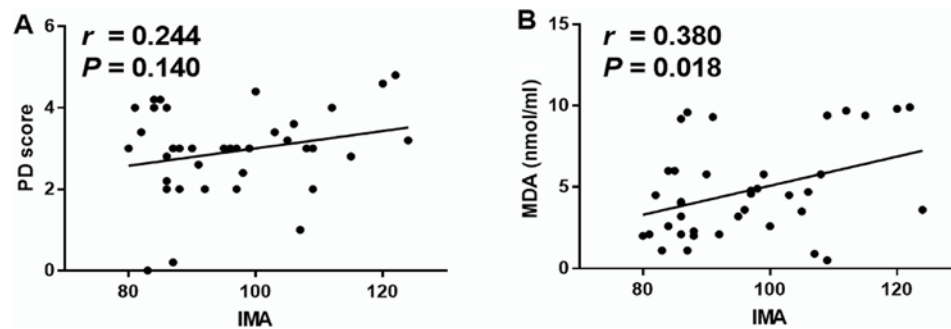 A
r = 0.244
P = 0.140
PD score
6
4
2
0
80
100
120
IMA
B
r = 0.380
P = 0.018
MDA (nmol/ml)
15
10
5
0
80
100
120
IMA